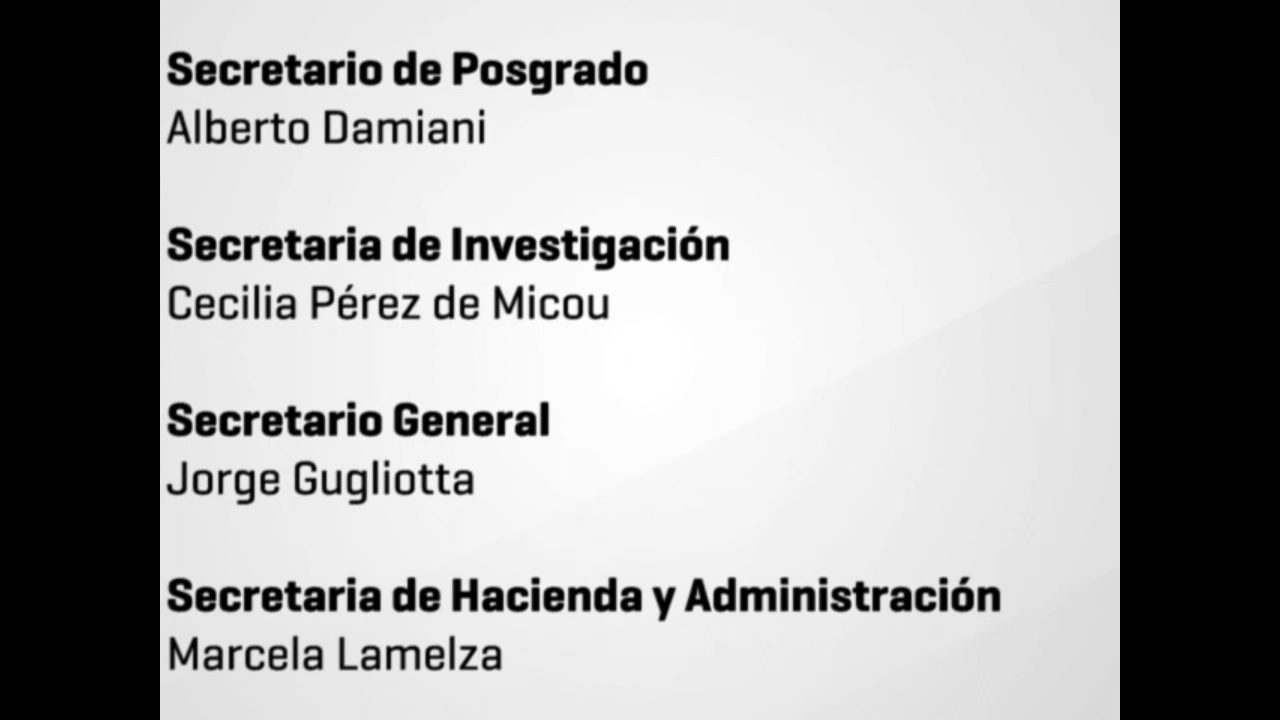 Secretario de Posgrado
Alberto Damiani
Secretaria de Investigación
Cecilia Pérez de Micou
Secretario General
Jorge Gugliotta
Secretaria de Hacienda y Administración
Marcela Lamelza